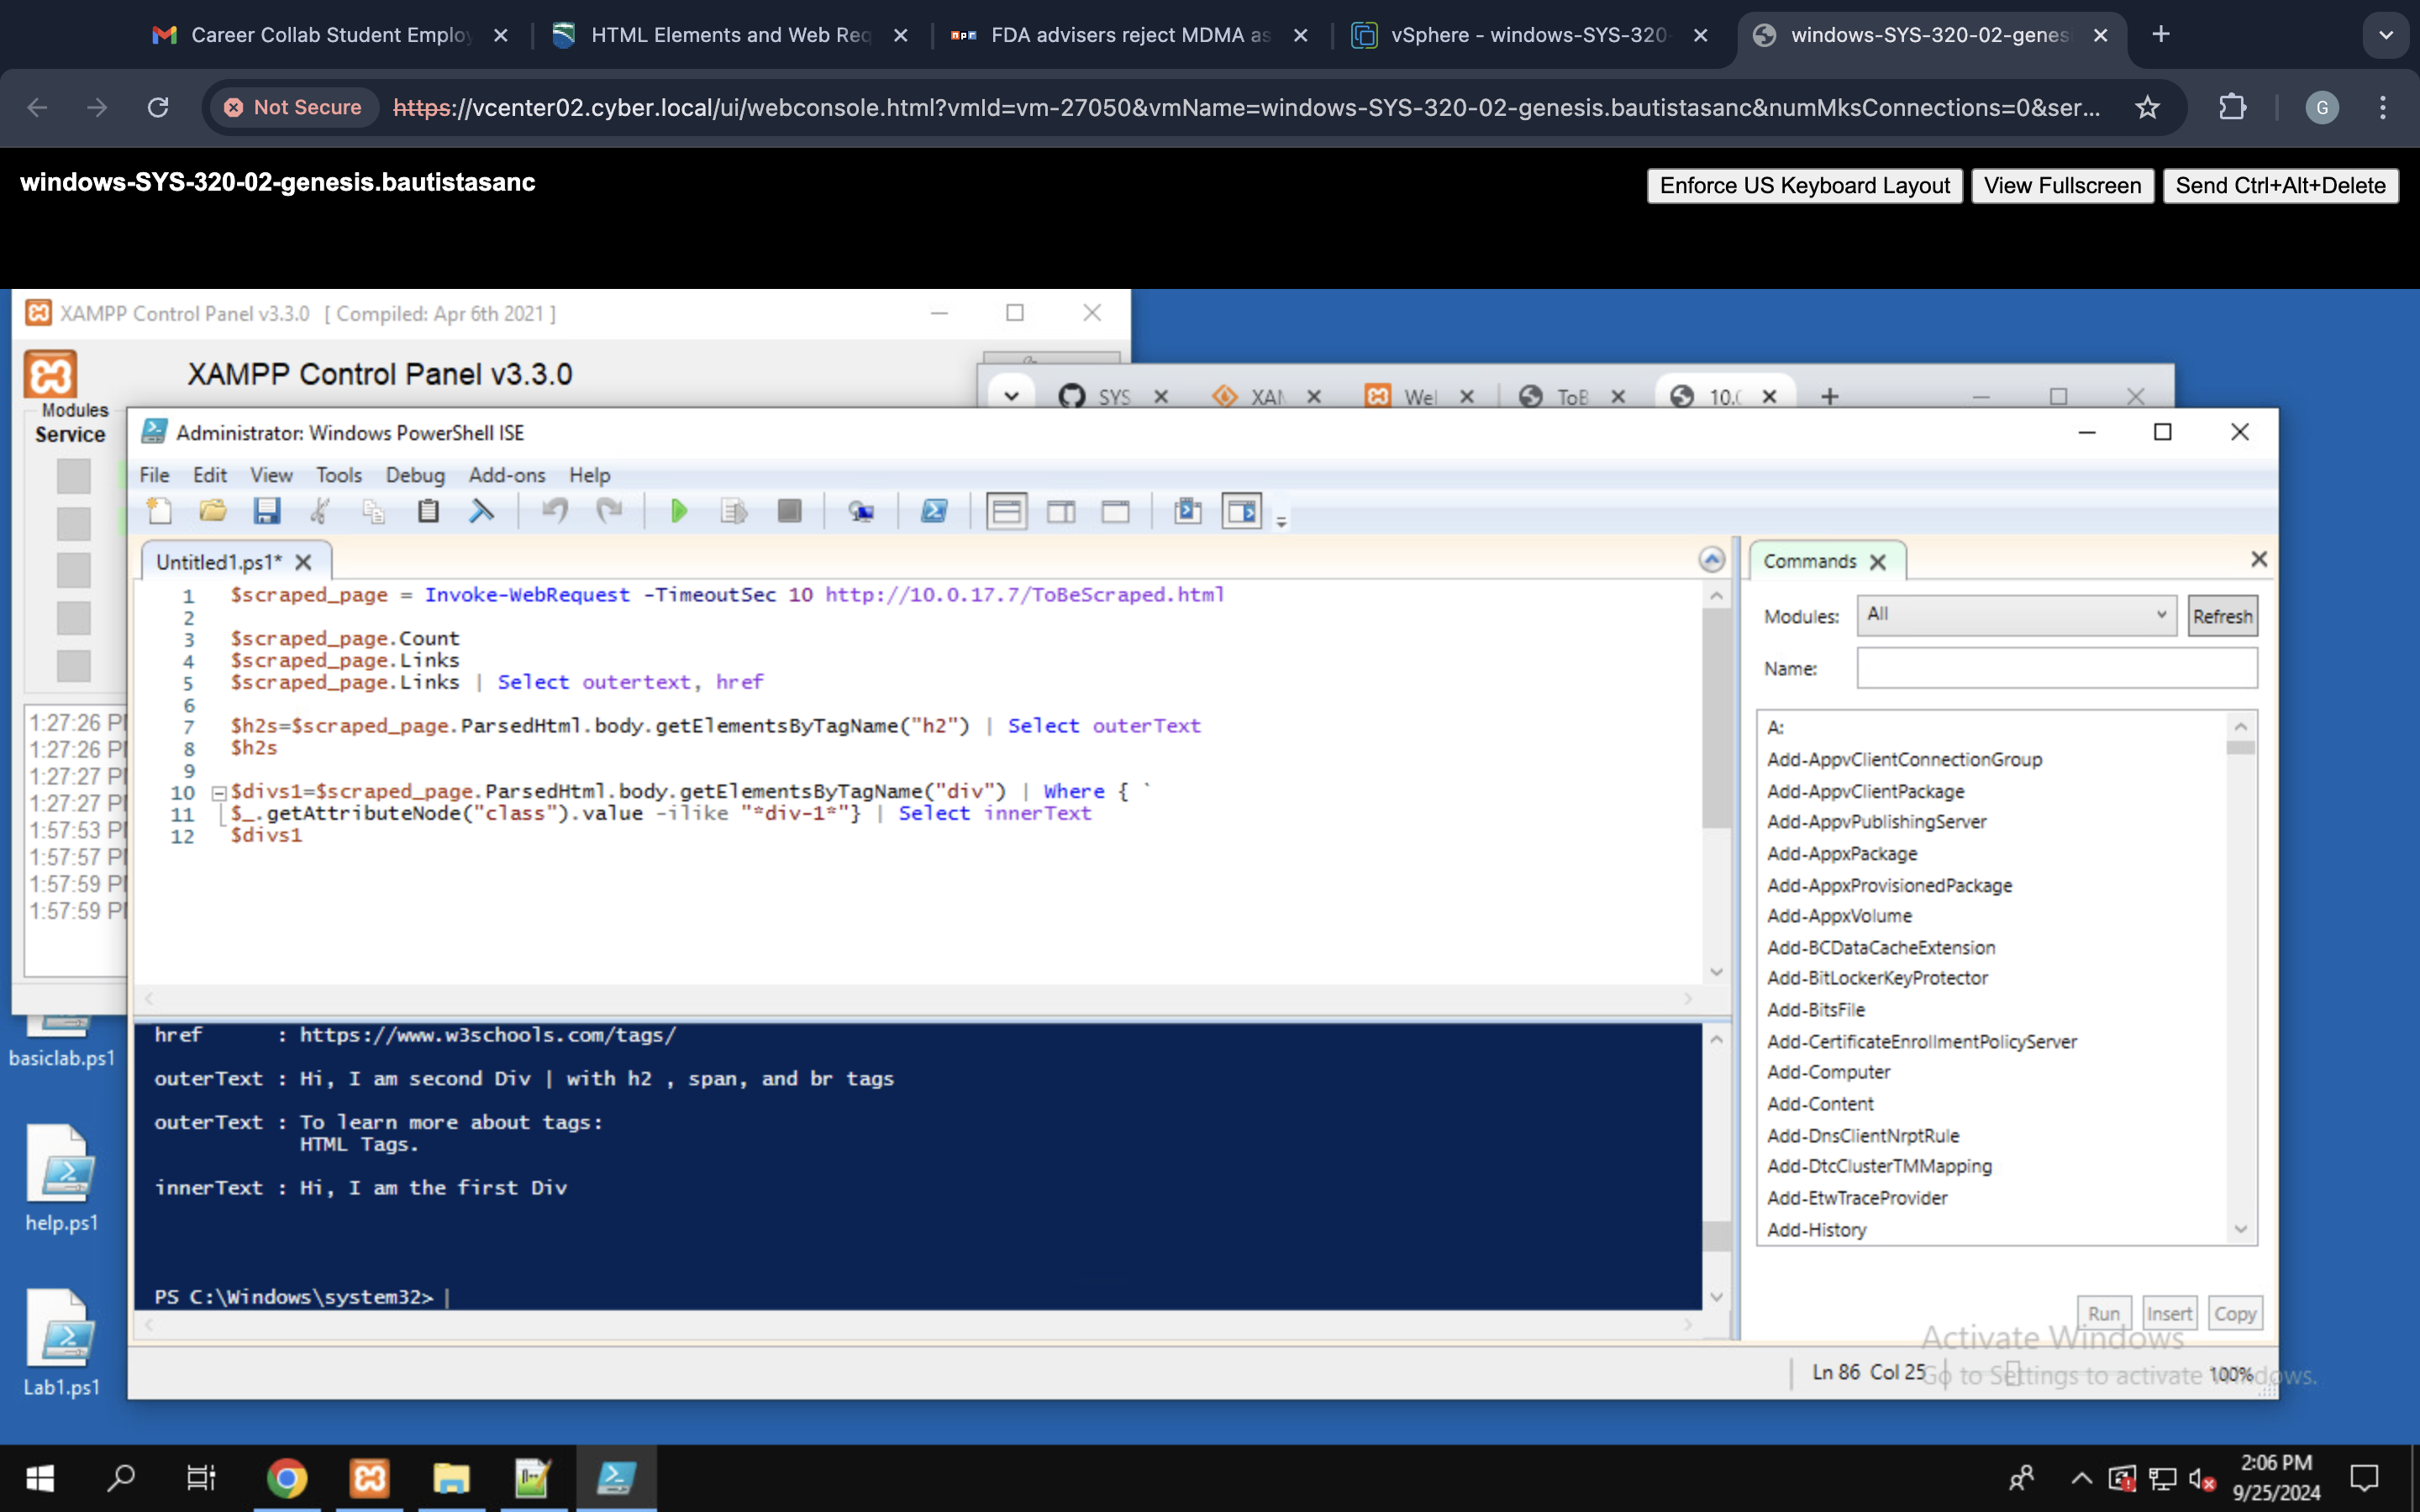 Career Collab Student Emplo
HTML Elements and Web Req
FDA advisers reject MDMA as
vSphere - windows-SYS-320-
windows-SYS-320-02-genes
Not Secure
https://vcenter02.cyber.local/ui/webconsole.html?vmId=vm-27050&vmName=windows-SYS-320-02-genesis.bautistasanc&numMksConnections=0&ser...
G
windows-SYS-320-02-genesis.bautistasanc
Enforce US Keyboard Layout
View Fullscreen
Send Ctrl+Alt+Delete
XAMPP Control Panel v3.3.0 [ Compiled: Apr 6th 2021 ]
XAMPP Control Panel v3.3.0
Modules
Service
SYS
XAM
Wel
ToB
10.(
1:27:26 PM
1:27:26 PM
1:27:27 PM
1:27:27 PM
1:57:53 PM
1:57:57 PM
1:57:59 PM
1:57:59 PM
Administrator: Windows PowerShell ISE
File Edit View Tools Debug Add-ons Help
Untitled1.ps1*
1 $scraped_page = Invoke-WebRequest -TimeoutSec 10 http://10.0.17.7/ToBeScraped.html
2
3 $scraped_page.Count
4 $scraped_page.Links
5 $scraped_page.Links | Select outertext, href
6
7 $h2s=$scraped_page.ParsedHtml.body.getElementsByTagName("h2") | Select outerText
8 $h2s
9
10 $divs1=$scraped_page.ParsedHtml.body.getElementsByTagName("div") | Where { `
11 $_.getAttributeNode("class").value -ilike "*div-1*"} | Select innerText
12 $divs1
href : https://www.w3schools.com/tags/
outerText : Hi, I am second Div | with h2 , span, and br tags
outerText : To learn more about tags:
HTML Tags.
innerText : Hi, I am the first Div
PS C:\Windows\system32>
Commands
Modules: All Refresh
Name:
A:
Add-AppvClientConnectionGroup
Add-AppvClientPackage
Add-AppvPublishingServer
Add-AppxPackage
Add-AppxProvisionedPackage
Add-AppxVolume
Add-BCDataCacheExtension
Add-BitLockerKeyProtector
Add-BitsFile
Add-CertificateEnrollmentPolicyServer
Add-Computer
Add-Content
Add-DnsClientNrptRule
Add-DtcClusterTMMapping
Add-EtwTraceProvider
Add-History
Run Insert Copy
Activate Windows
Go to Settings to activate Windows.
Ln 86 Col 25
100%
basiclab.ps1
help.ps1
Lab1.ps1
2:06 PM
9/25/2024